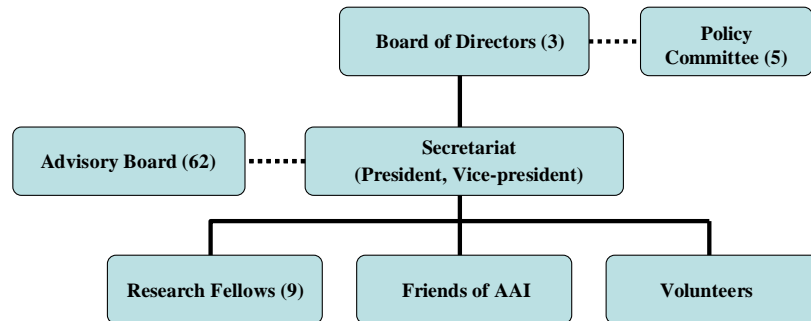 Board of Directors (3)
Policy
Committee (5)
Advisory Board (62)
Secretariat
(President, Vice-president)
Research Fellows (9)
Friends of AAI
Volunteers